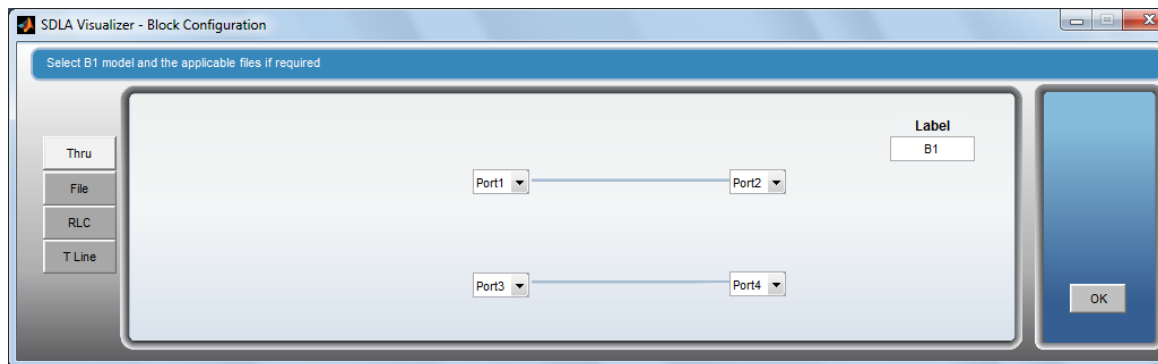 SDLA Visualizer - Block Configuration
Select B1 model and the applicable files if required
Label
B1
Thru
File
RLC
T Line
Port1 Port2
Port3 Port4
OK